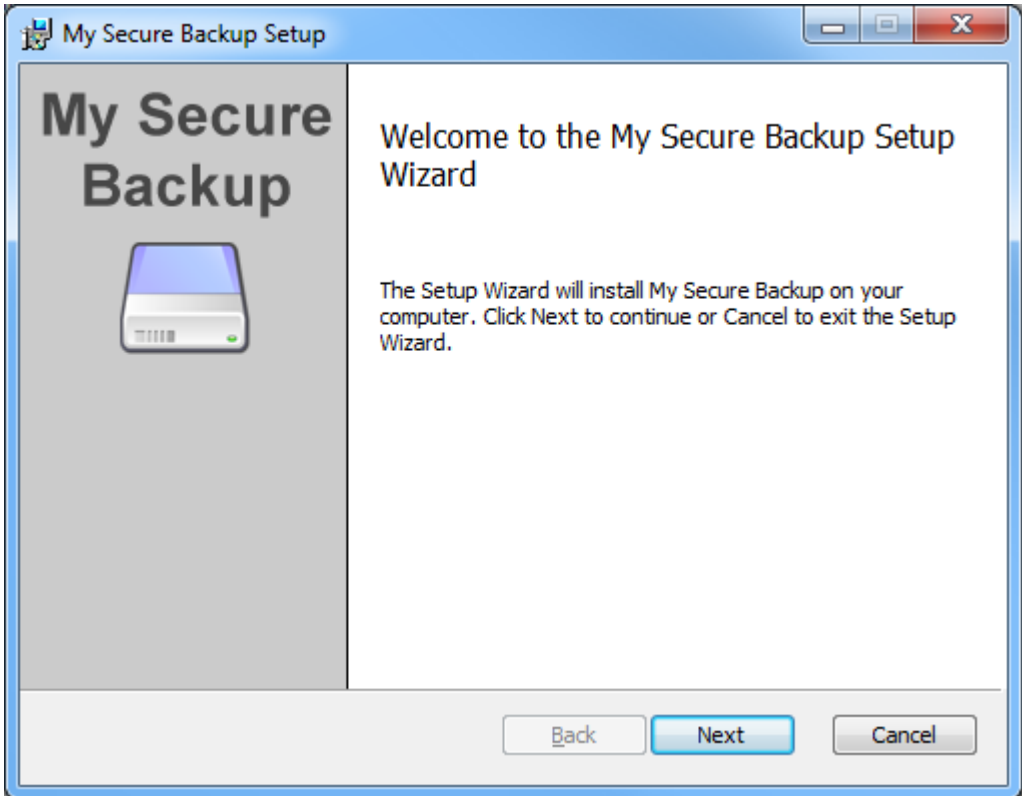 My Secure Backup Setup
My Secure
Backup
Welcome to the My Secure Backup Setup
Wizard
The Setup Wizard will install My Secure Backup on your
computer. Click Next to continue or Cancel to exit the Setup
Wizard.
Back
Next
Cancel